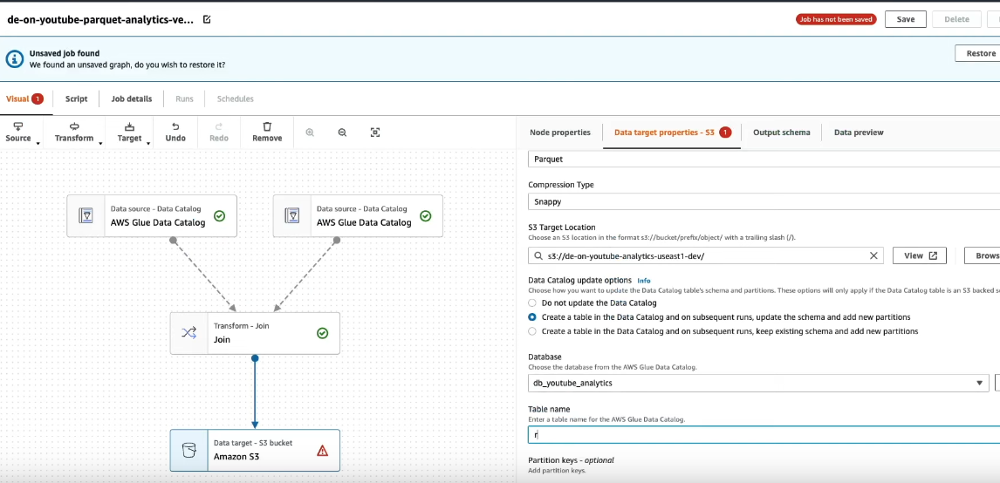 de-on-youtube-parquet-analytics-ve...
Job has not been saved
Save
Delete
Unsaved job found
We found an unsaved graph, do you wish to restore it?
Restore
Visual 1
Script
Job details
Runs
Schedules
Source
Transform
Target
Undo
Redo
Remove
Node properties
Data target properties - S3 1
Output schema
Data preview
Parquet
Compression Type
Snappy
S3 Target Location
Choose an S3 location in the format s3://bucket/prefix/object/ with a trailing slash (/).
s3://de-on-youtube-analytics-useast1-dev/
View
Brows
Data Catalog update options Info
Choose how you want to update the Data Catalog table's schema and partitions. These options will only apply if the Data Catalog table is an S3 backed s
Do not update the Data Catalog
Create a table in the Data Catalog and on subsequent runs, update the schema and add new partitions
Create a table in the Data Catalog and on subsequent runs, keep existing schema and add new partitions
Database
Choose the database from the AWS Glue Data Catalog.
db_youtube_analytics
Table name
Enter a table name for the AWS Glue Data Catalog.
r
Partition keys - optional
Add partition keys.
Data source - Data Catalog
AWS Glue Data Catalog
Data source - Data Catalog
AWS Glue Data Catalog
Transform - Join
Join
Data target - S3 bucket
Amazon S3